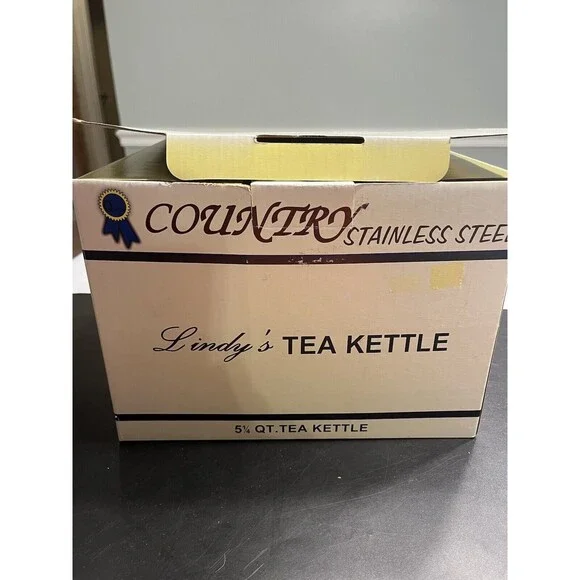 COUNTRY STAINLESS STEEL
Lindy's TEA KETTLE
5¼ QT. TEA KETTLE